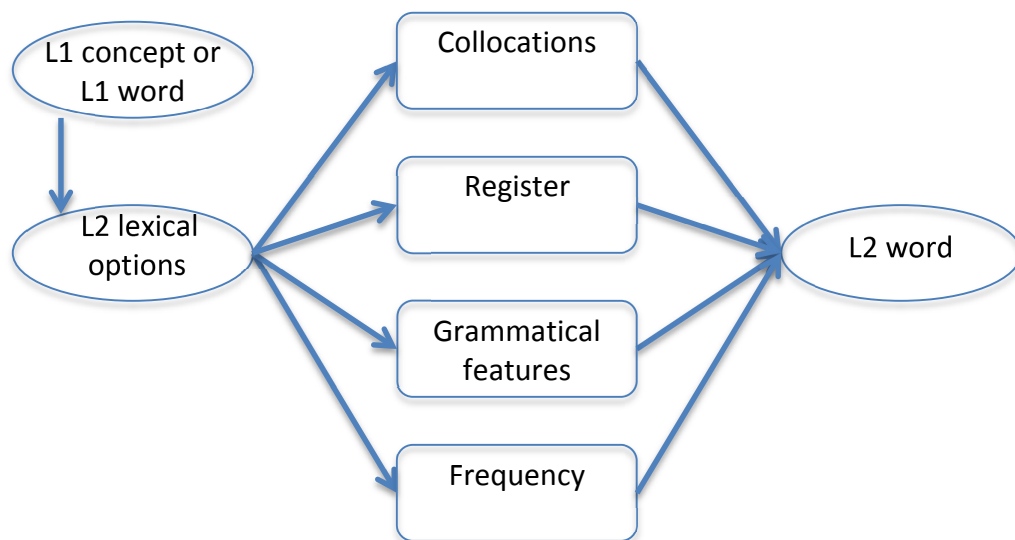 L1 concept or
L1 word
L2 lexical
options
Collocations
Register
Grammatical
features
Frequency
L2 word